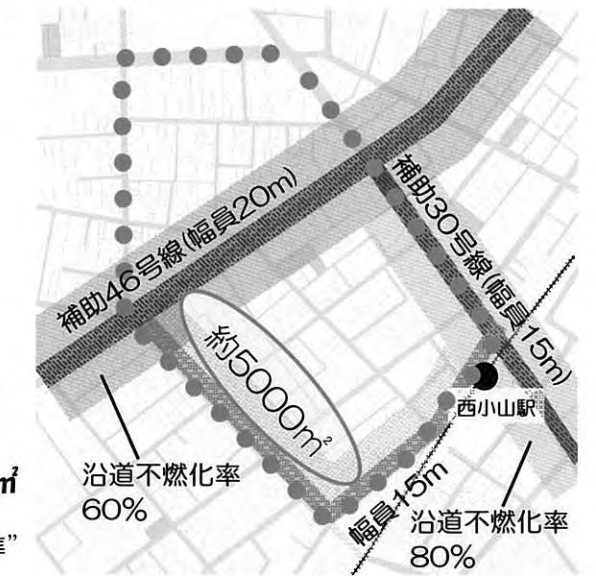 補助46号線(幅員20m)
補助30号線(幅員15m)
約5000㎡
西小山駅
幅員15m
沿道不燃化率
60%
沿道不燃化率
80%
㎡
”